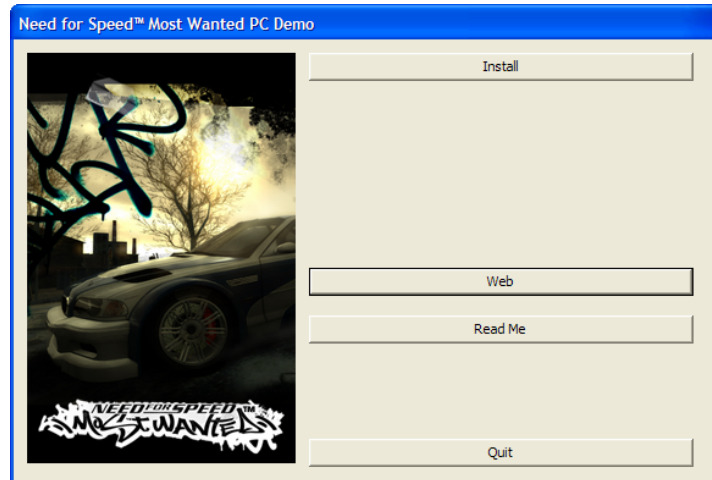 Need for Speed™ Most Wanted PC Demo
Install
Web
Read Me
NEED FOR SPEED™
MOST WANTED
Quit